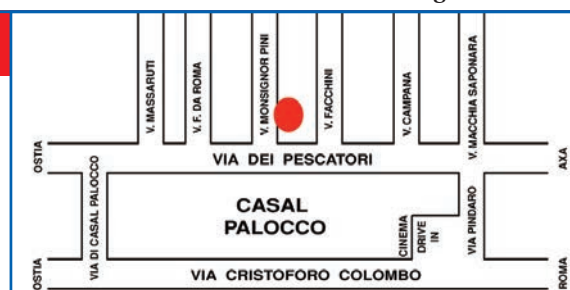 V. MASSARUTI
V. F. DA ROMA
V. MONSIGNOR PINI
V. FACCHINI
V. CAMPANA
V. MACCHIA SAPONARA
OSTIA
VIA DEI PESCATORI
AXA
VIA DI CASAL PALOCCO
CASAL
PALOCCO
CINEMA
DRIVE
IN
VIA PINDARO
OSTIA
VIA CRISTOFORO COLOMBO
ROMA